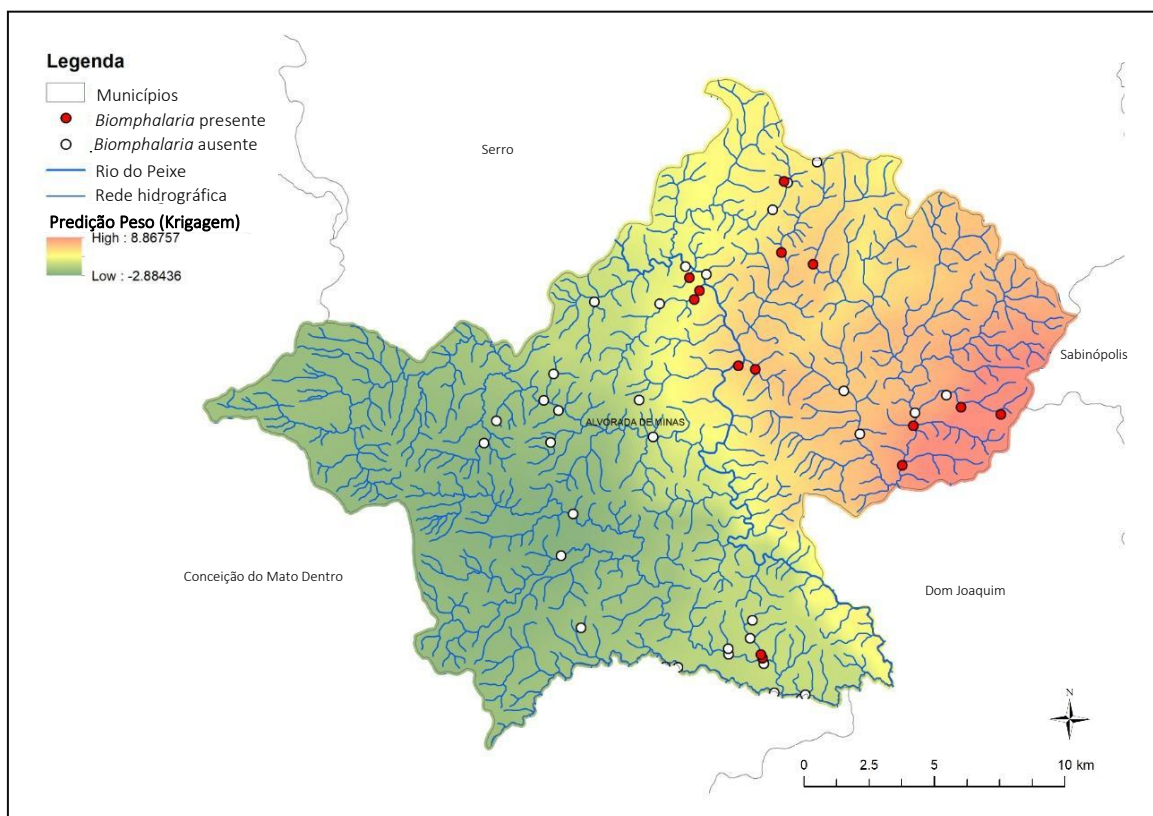 Legenda
Municípios
Biomphalaria presente
Biomphalaria ausente
Rio do Peixe
Rede hidrográfica
Predição Peso (Krigagem)
High : 8.86757
Low : -2.88436
Serro
Sabinópolis
ALVORADA DE MINAS
Conceição do Mato Dentro
Dom Joaquim
N
0 2.5 5 10 km